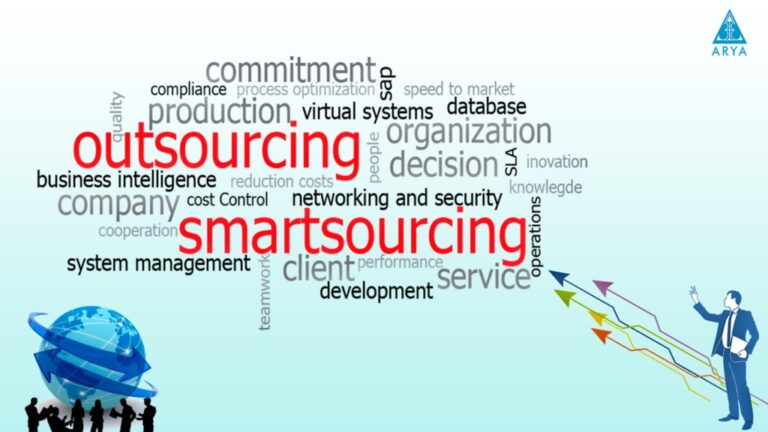 ARYA
commitment
sap
compliance process optimization speed to market
quality
production virtual systems database
outsourcing
people
organization
decision
SLA
inovation
business intelligence reduction costs
knowlegde
company cost Control networking and security
cooperation
smartsourcing
operations
system management
teamwork
client performance service
development